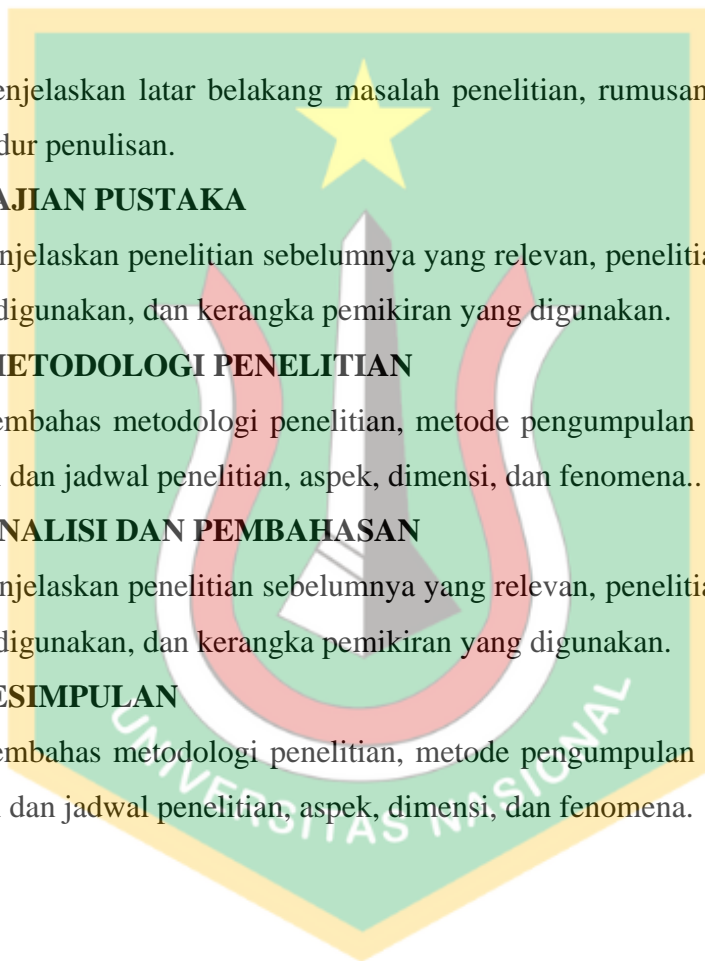 enjelaskan latar belakang masalah penelitian, rumusan
dur penulisan.
AJIAN PUSTAKA
njelaskan penelitian sebelumnya yang relevan, penelitia
digunakan, dan kerangka pemikiran yang digunakan.
METODOLOGI PENELITIAN
embahas metodologi penelitian, metode pengumpulan
dan jadwal penelitian, aspek, dimensi, dan fenomena..
NALISI DAN PEMBAHASAN
njelaskan penelitian sebelumnya yang relevan, penelitia
digunakan, dan kerangka pemikiran yang digunakan.
ESIMPULAN
embahas metodologi penelitian, metode pengumpulan
dan jadwal penelitian, aspek, dimensi, dan fenomena.
UNIVERSITAS NASIONAL